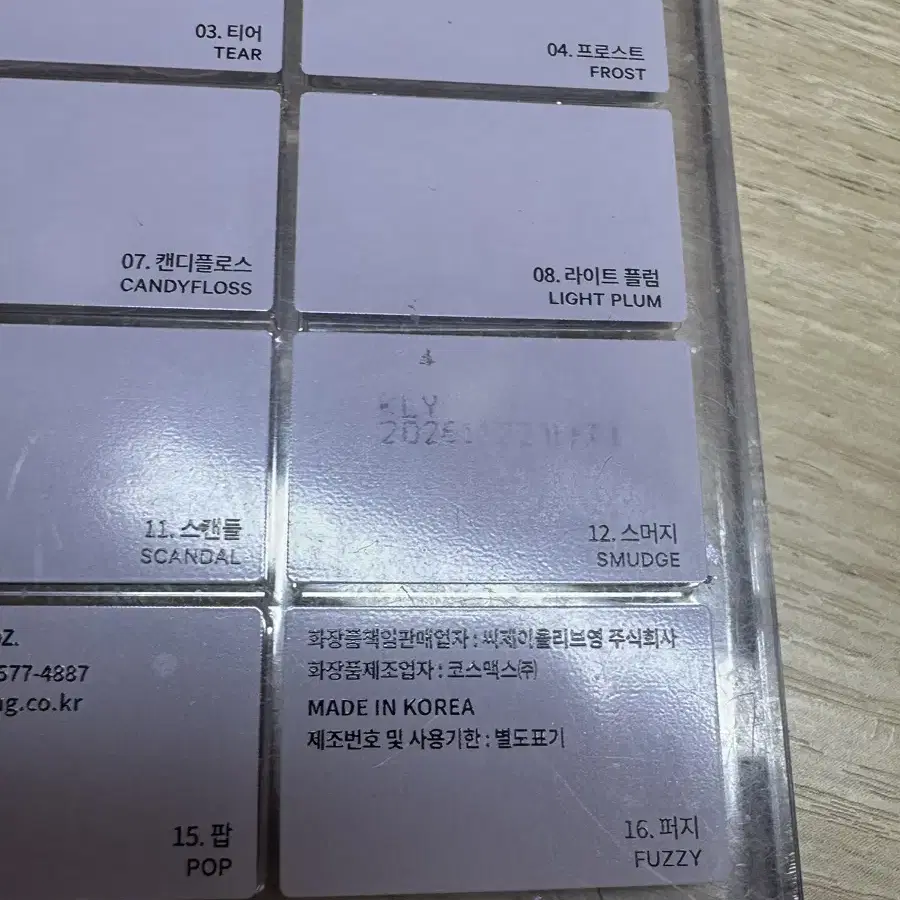 03. 티어
TEAR
04. 프로스트
FROST
07. 캔디플로스
CANDYFLOSS
08. 라이트 플럼
LIGHT PLUM
11. 스캔들
SCANDAL
KLY
12. 스머지
SMUDGE
oz.
577-4887
ng.co.kr
15. 팝
POP
화장품책임판매업자 : 씨제이올리브영 주식회사
화장품제조업자 : 코스맥스㈜
MADE IN KOREA
제조번호 및 사용기한 : 별도표기
16. 퍼지
FUZZY